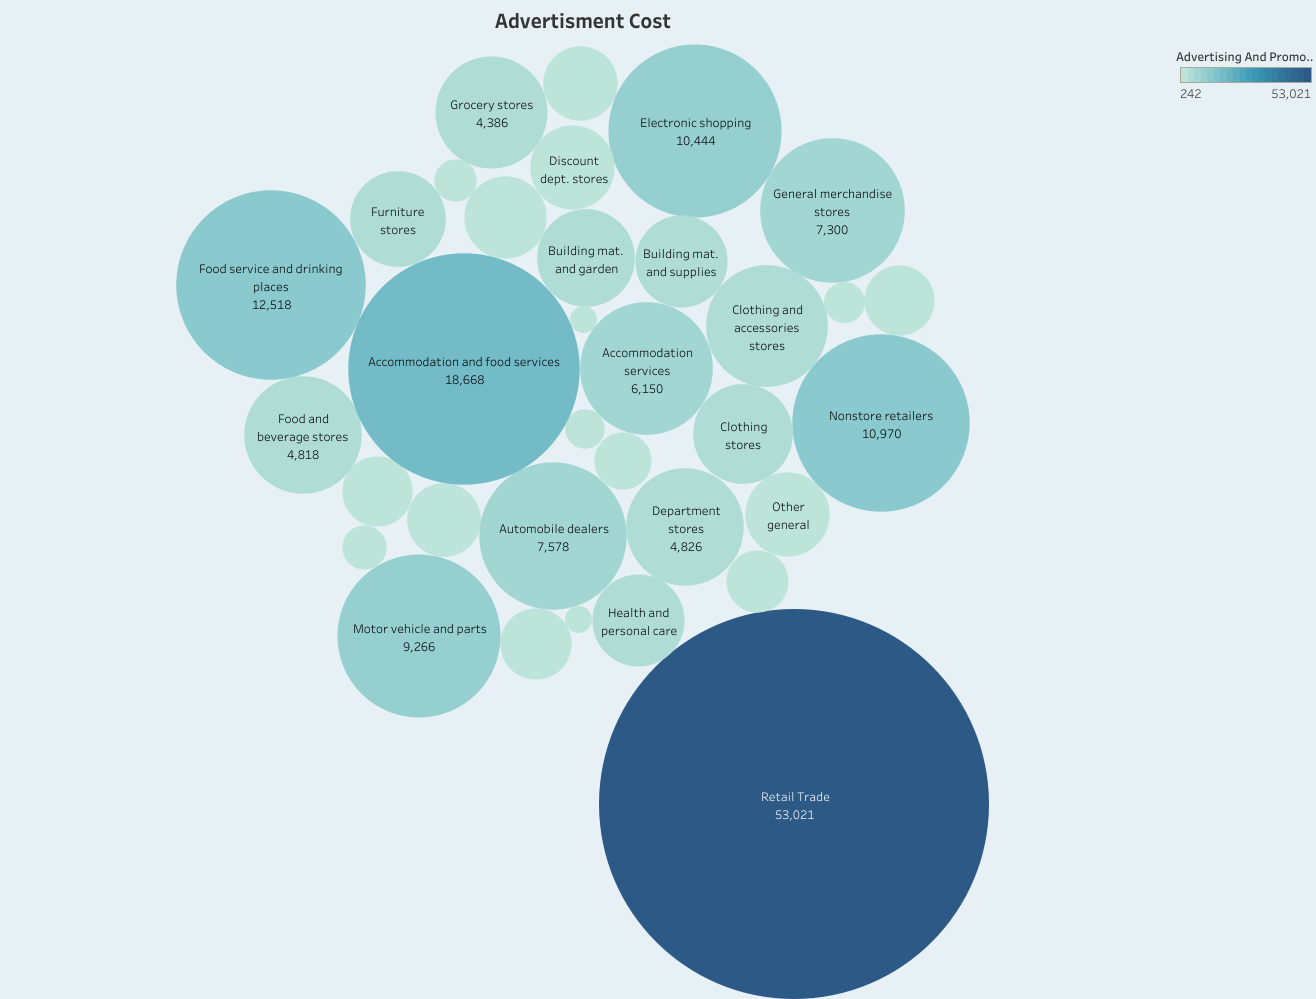 Advertisment Cost
Advertising And Promo..
242
53,021
Grocery stores
4,386
Electronic shopping
10,444
Discount
dept. stores
General merchandise
stores
7,300
Furniture
stores
Building mat.
and garden
Building mat.
and supplies
Food service and drinking
places
12,518
Clothing and
accessories
stores
Accommodation and food services
18,668
Accommodation
services
6,150
Food and
beverage stores
4,818
Clothing
stores
Nonstore retailers
10,970
Automobile dealers
7,578
Department
stores
4,826
Other
general
Motor vehicle and parts
9,266
Health and
personal care
Retail Trade
53,021